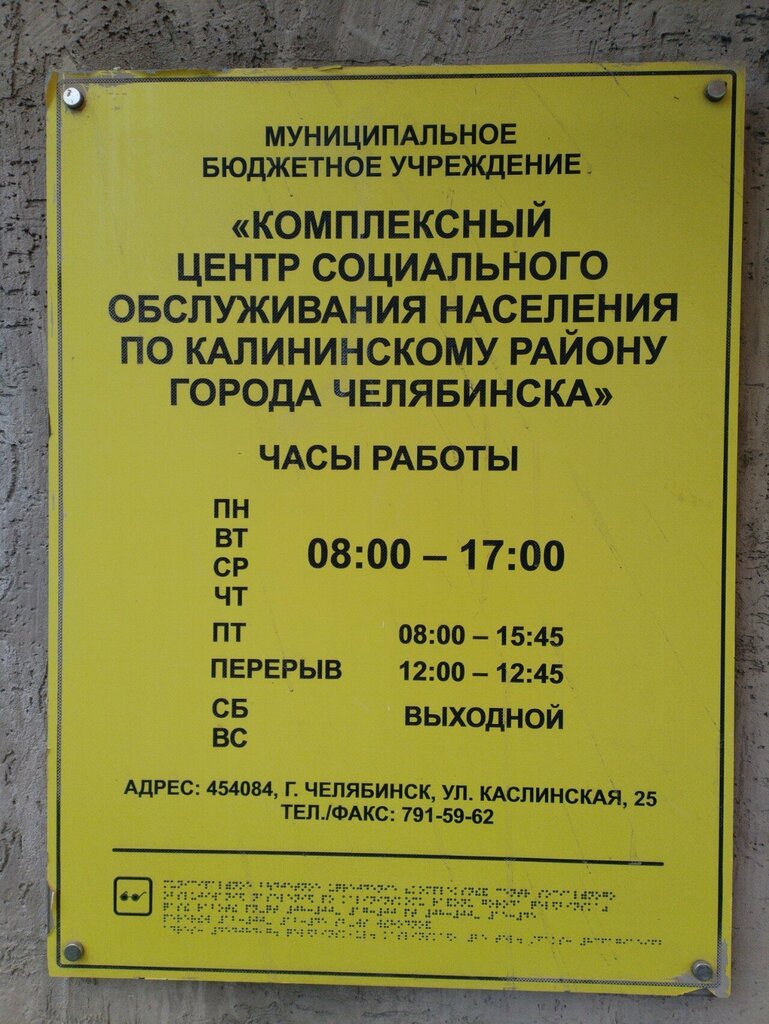 МУНИЦИПАЛЬНОЕ
БЮДЖЕТНОЕ УЧРЕЖДЕНИЕ
«КОМПЛЕКСНЫЙ
ЦЕНТР СОЦИАЛЬНОГО
ОБСЛУЖИВАНИЯ НАСЕЛЕНИЯ
ПО КАЛИНИНСКОМУ РАЙОНУ
ГОРОДА ЧЕЛЯБИНСКА»
ЧАСЫ РАБОТЫ
ПН
ВТ
СР
ЧТ
08:00 – 17:00
ПТ 08:00 – 15:45
ПЕРЕРЫВ 12:00 – 12:45
СБ
ВС
ВЫХОДНОЙ
АДРЕС: 454084, Г. ЧЕЛЯБИНСК, УЛ. КАСЛИНСКАЯ, 25
ТЕЛ./ФАКС: 791-59-62